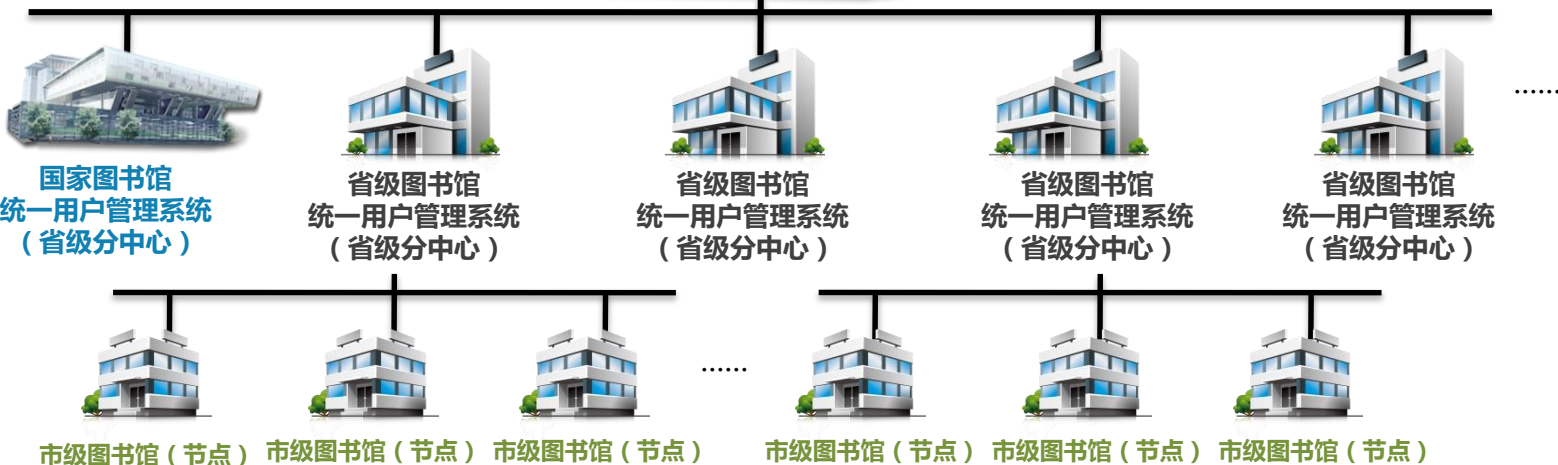 ……
国家图书馆
统一用户管理系统
（省级分中心）
省级图书馆
统一用户管理系统
（省级分中心）
省级图书馆
统一用户管理系统
（省级分中心）
省级图书馆
统一用户管理系统
（省级分中心）
省级图书馆
统一用户管理系统
（省级分中心）
……
市级图书馆（节点）
市级图书馆（节点）
市级图书馆（节点）
市级图书馆（节点）
市级图书馆（节点）
市级图书馆（节点）